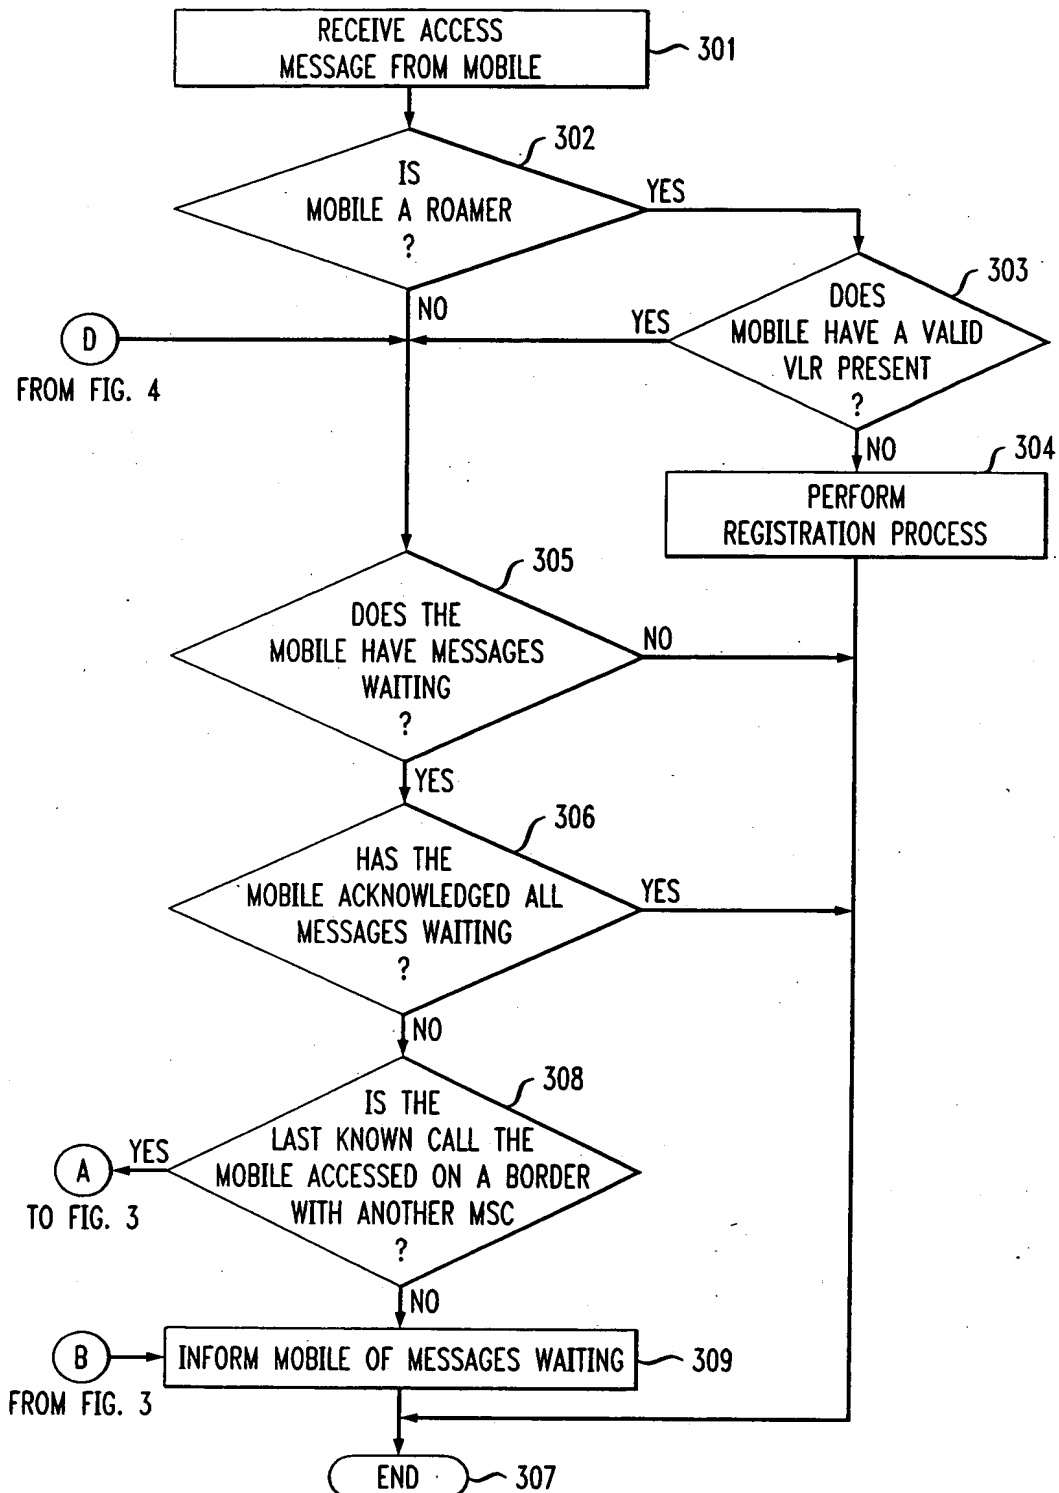 RECEIVE ACCESS
MESSAGE FROM MOBILE
301
302
IS
MOBILE A ROAMER
?
YES
NO
303
DOES
MOBILE HAVE A VALID
VLR PRESENT
?
YES
NO
D
FROM FIG. 4
304
PERFORM
REGISTRATION PROCESS
305
DOES THE
MOBILE HAVE MESSAGES
WAITING
?
NO
YES
306
HAS THE
MOBILE ACKNOWLEDGED ALL
MESSAGES WAITING
?
YES
NO
308
IS THE
LAST KNOWN CALL THE
MOBILE ACCESSED ON A BORDER
WITH ANOTHER MSC
?
YES
A
TO FIG. 3
NO
B
FROM FIG. 3
INFORM MOBILE OF MESSAGES WAITING
309
END
307